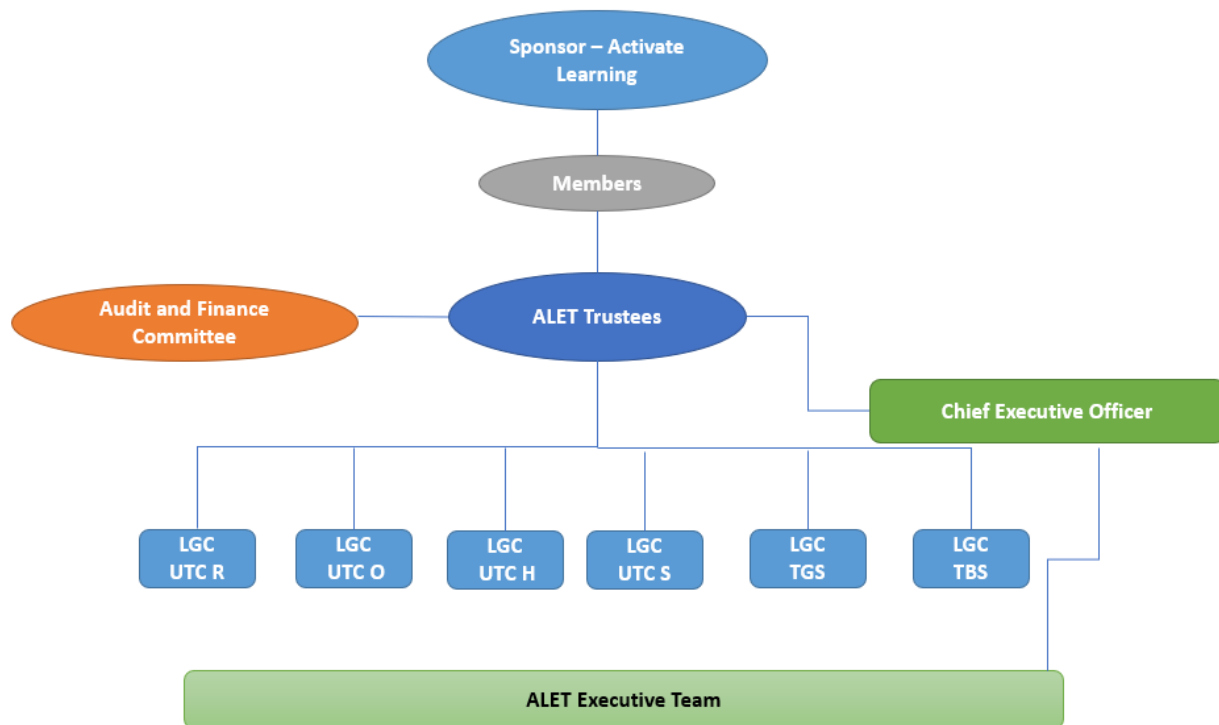 Sponsor – Activate
Learning
Members
Audit and Finance
Committee
ALET Trustees
Chief Executive Officer
LGC
UTC R
LGC
UTC O
LGC
UTC H
LGC
UTC S
LGC
TGS
LGC
TBS
ALET Executive Team